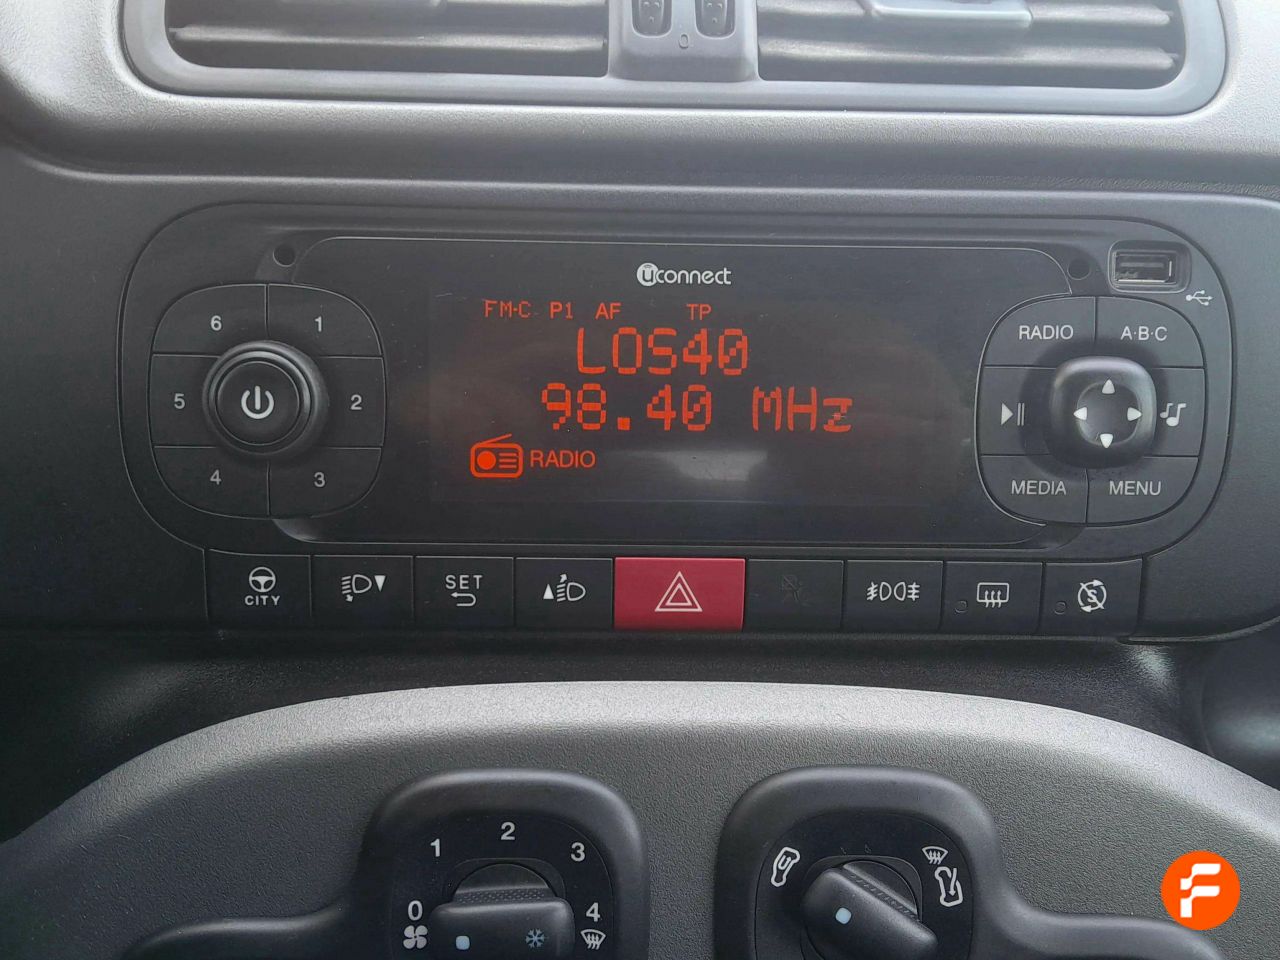 uconnect
FM-C P1 AF TP
LOS40
98.40 MHz
RADIO
6 1
5 2
4 3
RADIO A·B·C
MEDIA MENU
CITY
SET
0 1 2 3 4